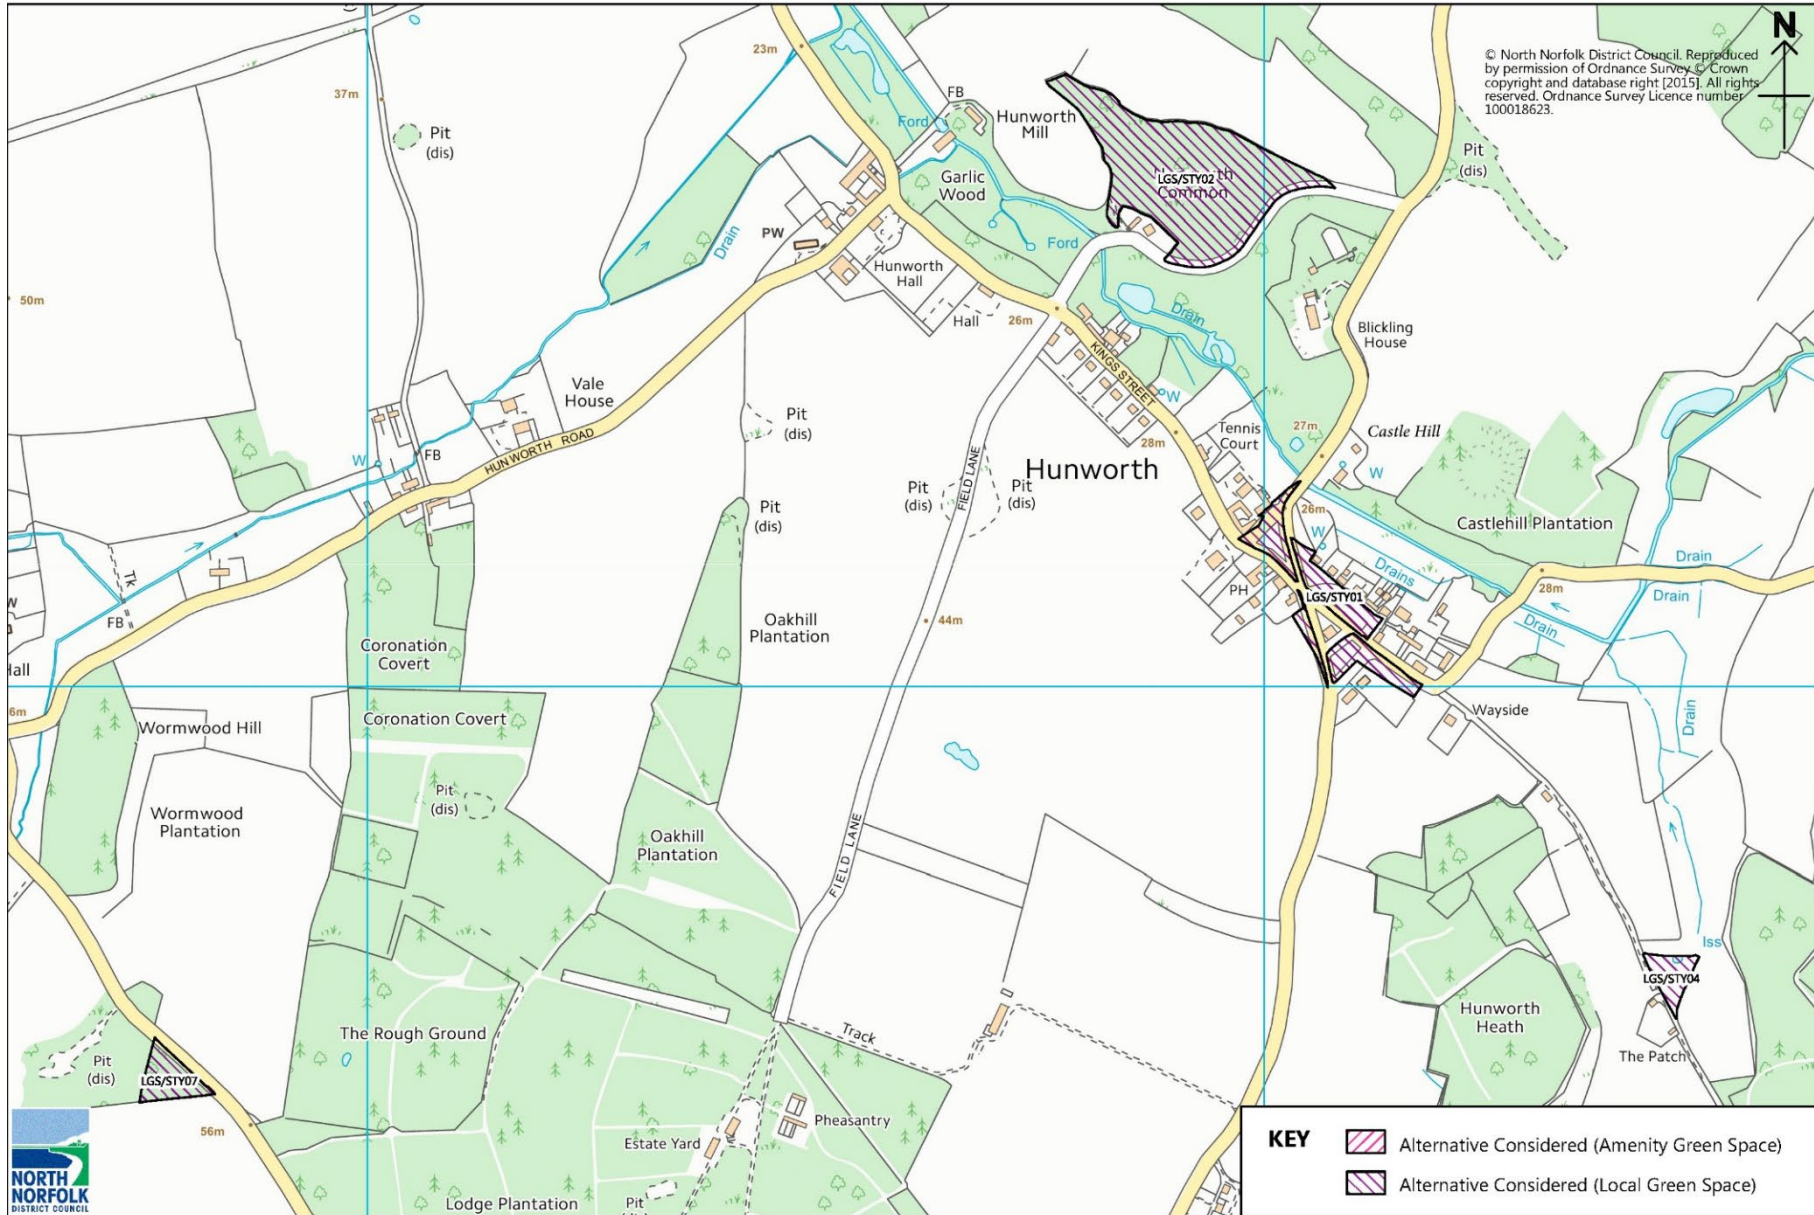 N
© North Norfolk District Council. Reproduced
by permission of Ordnance Survey © Crown
copyright and database right [2015]. All rights
reserved. Ordnance Survey Licence number
100018623.
23m
37m
Pit
(dis)
FB
Ford
Hunworth
Mill
LGS/STY02
Common
Pit
(dis)
Garlic
Wood
Drain
PW
Ford
Hunworth
Hall
50m
Hall
26m
Drain
Blickling
House
KINGS STREET
W
Vale
House
Pit
(dis)
28m
Tennis
Court
27m
Castle Hill
W
FB
HUNWORTH ROAD
W
Hunworth
Pit
(dis)
Pit
(dis)
Pit
(dis)
FIELD LANE
26m
W
Castlehill Plantation
Drains
Drain
28m
Drain
Drain
Tk
FB
PH
LGS/STY01
Oakhill
Plantation
44m
Coronation
Covert
Hall
6m
Wormwood Hill
Coronation Covert
Wayside
Drain
Pit
(dis)
Wormwood
Plantation
Oakhill
Plantation
FIELD LANE
Iss
LGS/STY04
Hunworth
Heath
The Patch
The Rough Ground
Track
Pit
(dis)
LGS/STY07
56m
Estate Yard
Pheasantry
Lodge Plantation
Pit
KEY
Alternative Considered (Amenity Green Space)
Alternative Considered (Local Green Space)
NORTH
NORFOLK
DISTRICT COUNCIL